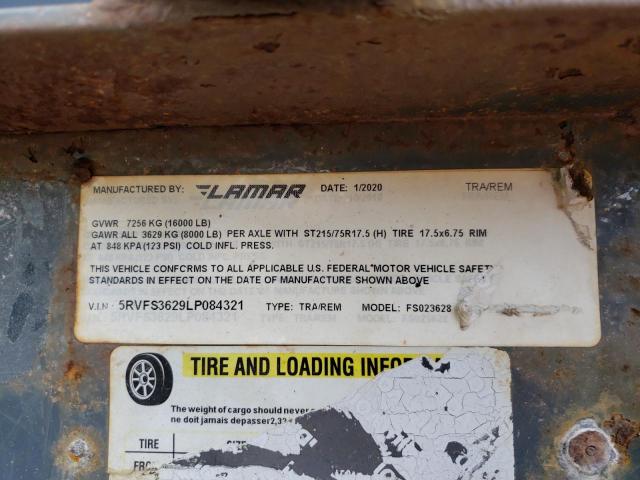 MANUFACTURED BY: LAMAR DATE: 1/2020 TRA/REM
GVWR 7256 KG (16000 LB)
GAWR ALL 3629 KG (8000 LB) PER AXLE WITH ST215/75R17.5 (H) TIRE 17.5x6.75 RIM
AT 848 KPA (123 PSI) COLD INFL. PRESS.
THIS VEHICLE CONFORMS TO ALL APPLICABLE U.S. FEDERAL MOTOR VEHICLE SAFETY
STANDARDS IN EFFECT ON THE DATE OF MANUFACTURE SHOWN ABOVE
V.I.N 5RVFS3629LP084321 TYPE: TRA/REM MODEL: FS023628
TIRE AND LOADING
The weight of cargo should never
ne doit jamais depasser
TIRE